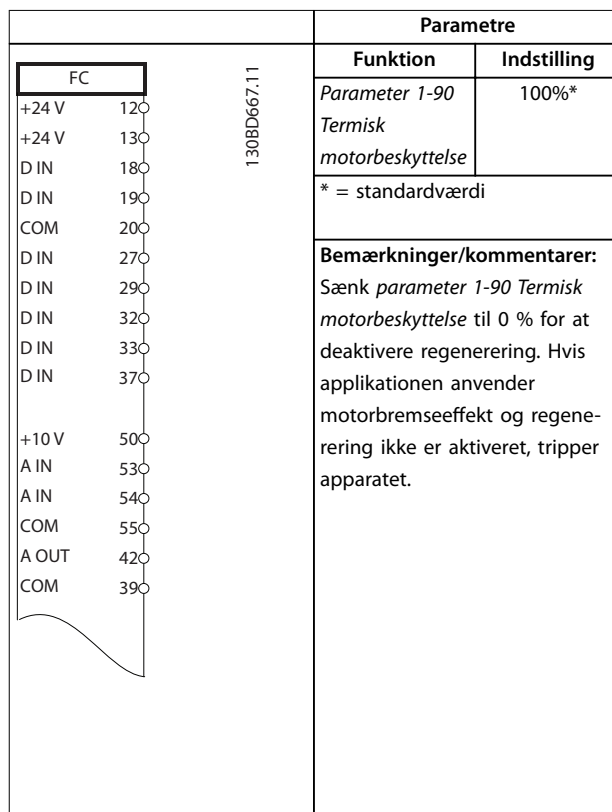 FC
+24 V 12
+24 V 13
D IN 18
D IN 19
COM 20
D IN 27
D IN 29
D IN 32
D IN 33
D IN 37
+10 V 50
A IN 53
A IN 54
COM 55
A OUT 42
COM 39
130BD667.11
Parametre
Funktion Indstilling
Parameter 1-90 100%*
Termisk
motorbeskyttelse
* = standardværdi
Bemærkninger/kommentarer:
Sænk parameter 1-90 Termisk
motorbeskyttelse til 0 % for at
deaktivere regenerering. Hvis
applikationen anvender
motorbremseeffekt og regene-
rering ikke er aktiveret, tripper
apparatet.